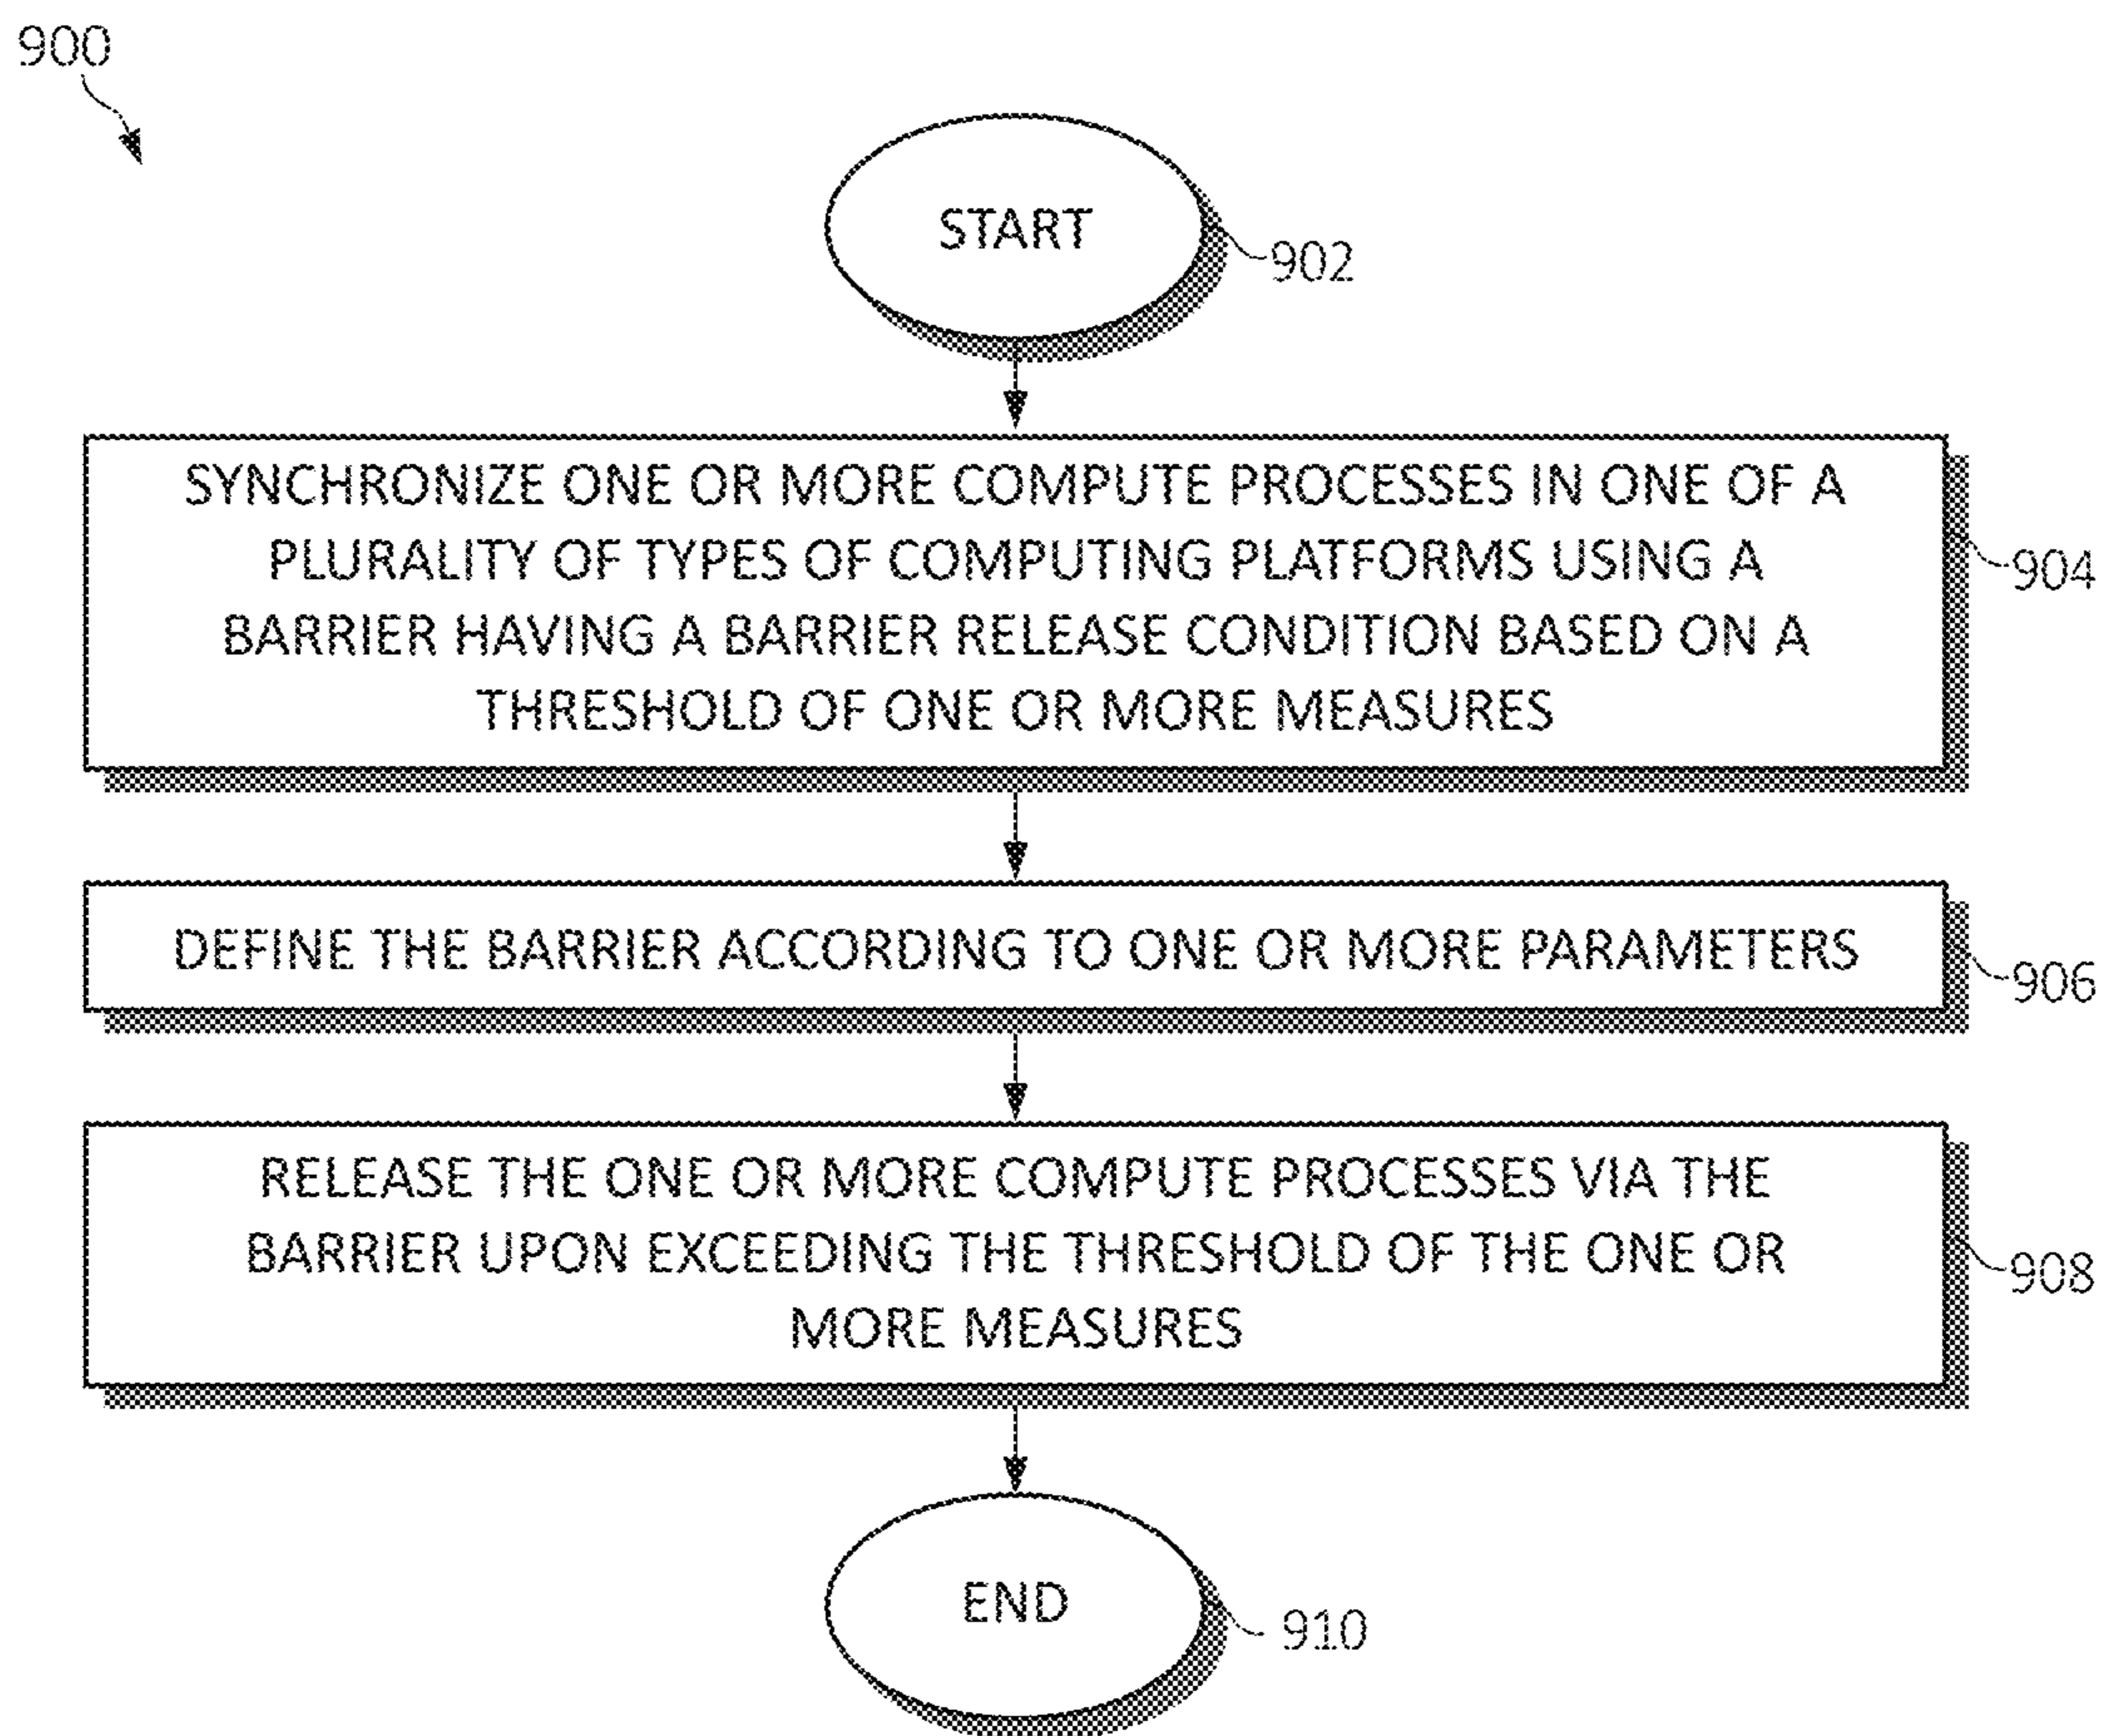 900
START
902
SYNCHRONIZE ONE OR MORE COMPUTE PROCESSES IN ONE OF A
PLURALITY OF TYPES OF COMPUTING PLATFORMS USING A
BARRIER HAVING A BARRIER RELEASE CONDITION BASED ON A
THRESHOLD OF ONE OR MORE MEASURES
904
DEFINE THE BARRIER ACCORDING TO ONE OR MORE PARAMETERS
906
RELEASE THE ONE OR MORE COMPUTE PROCESSES VIA THE
BARRIER UPON EXCEEDING THE THRESHOLD OF THE ONE OR
MORE MEASURES
908
END
910